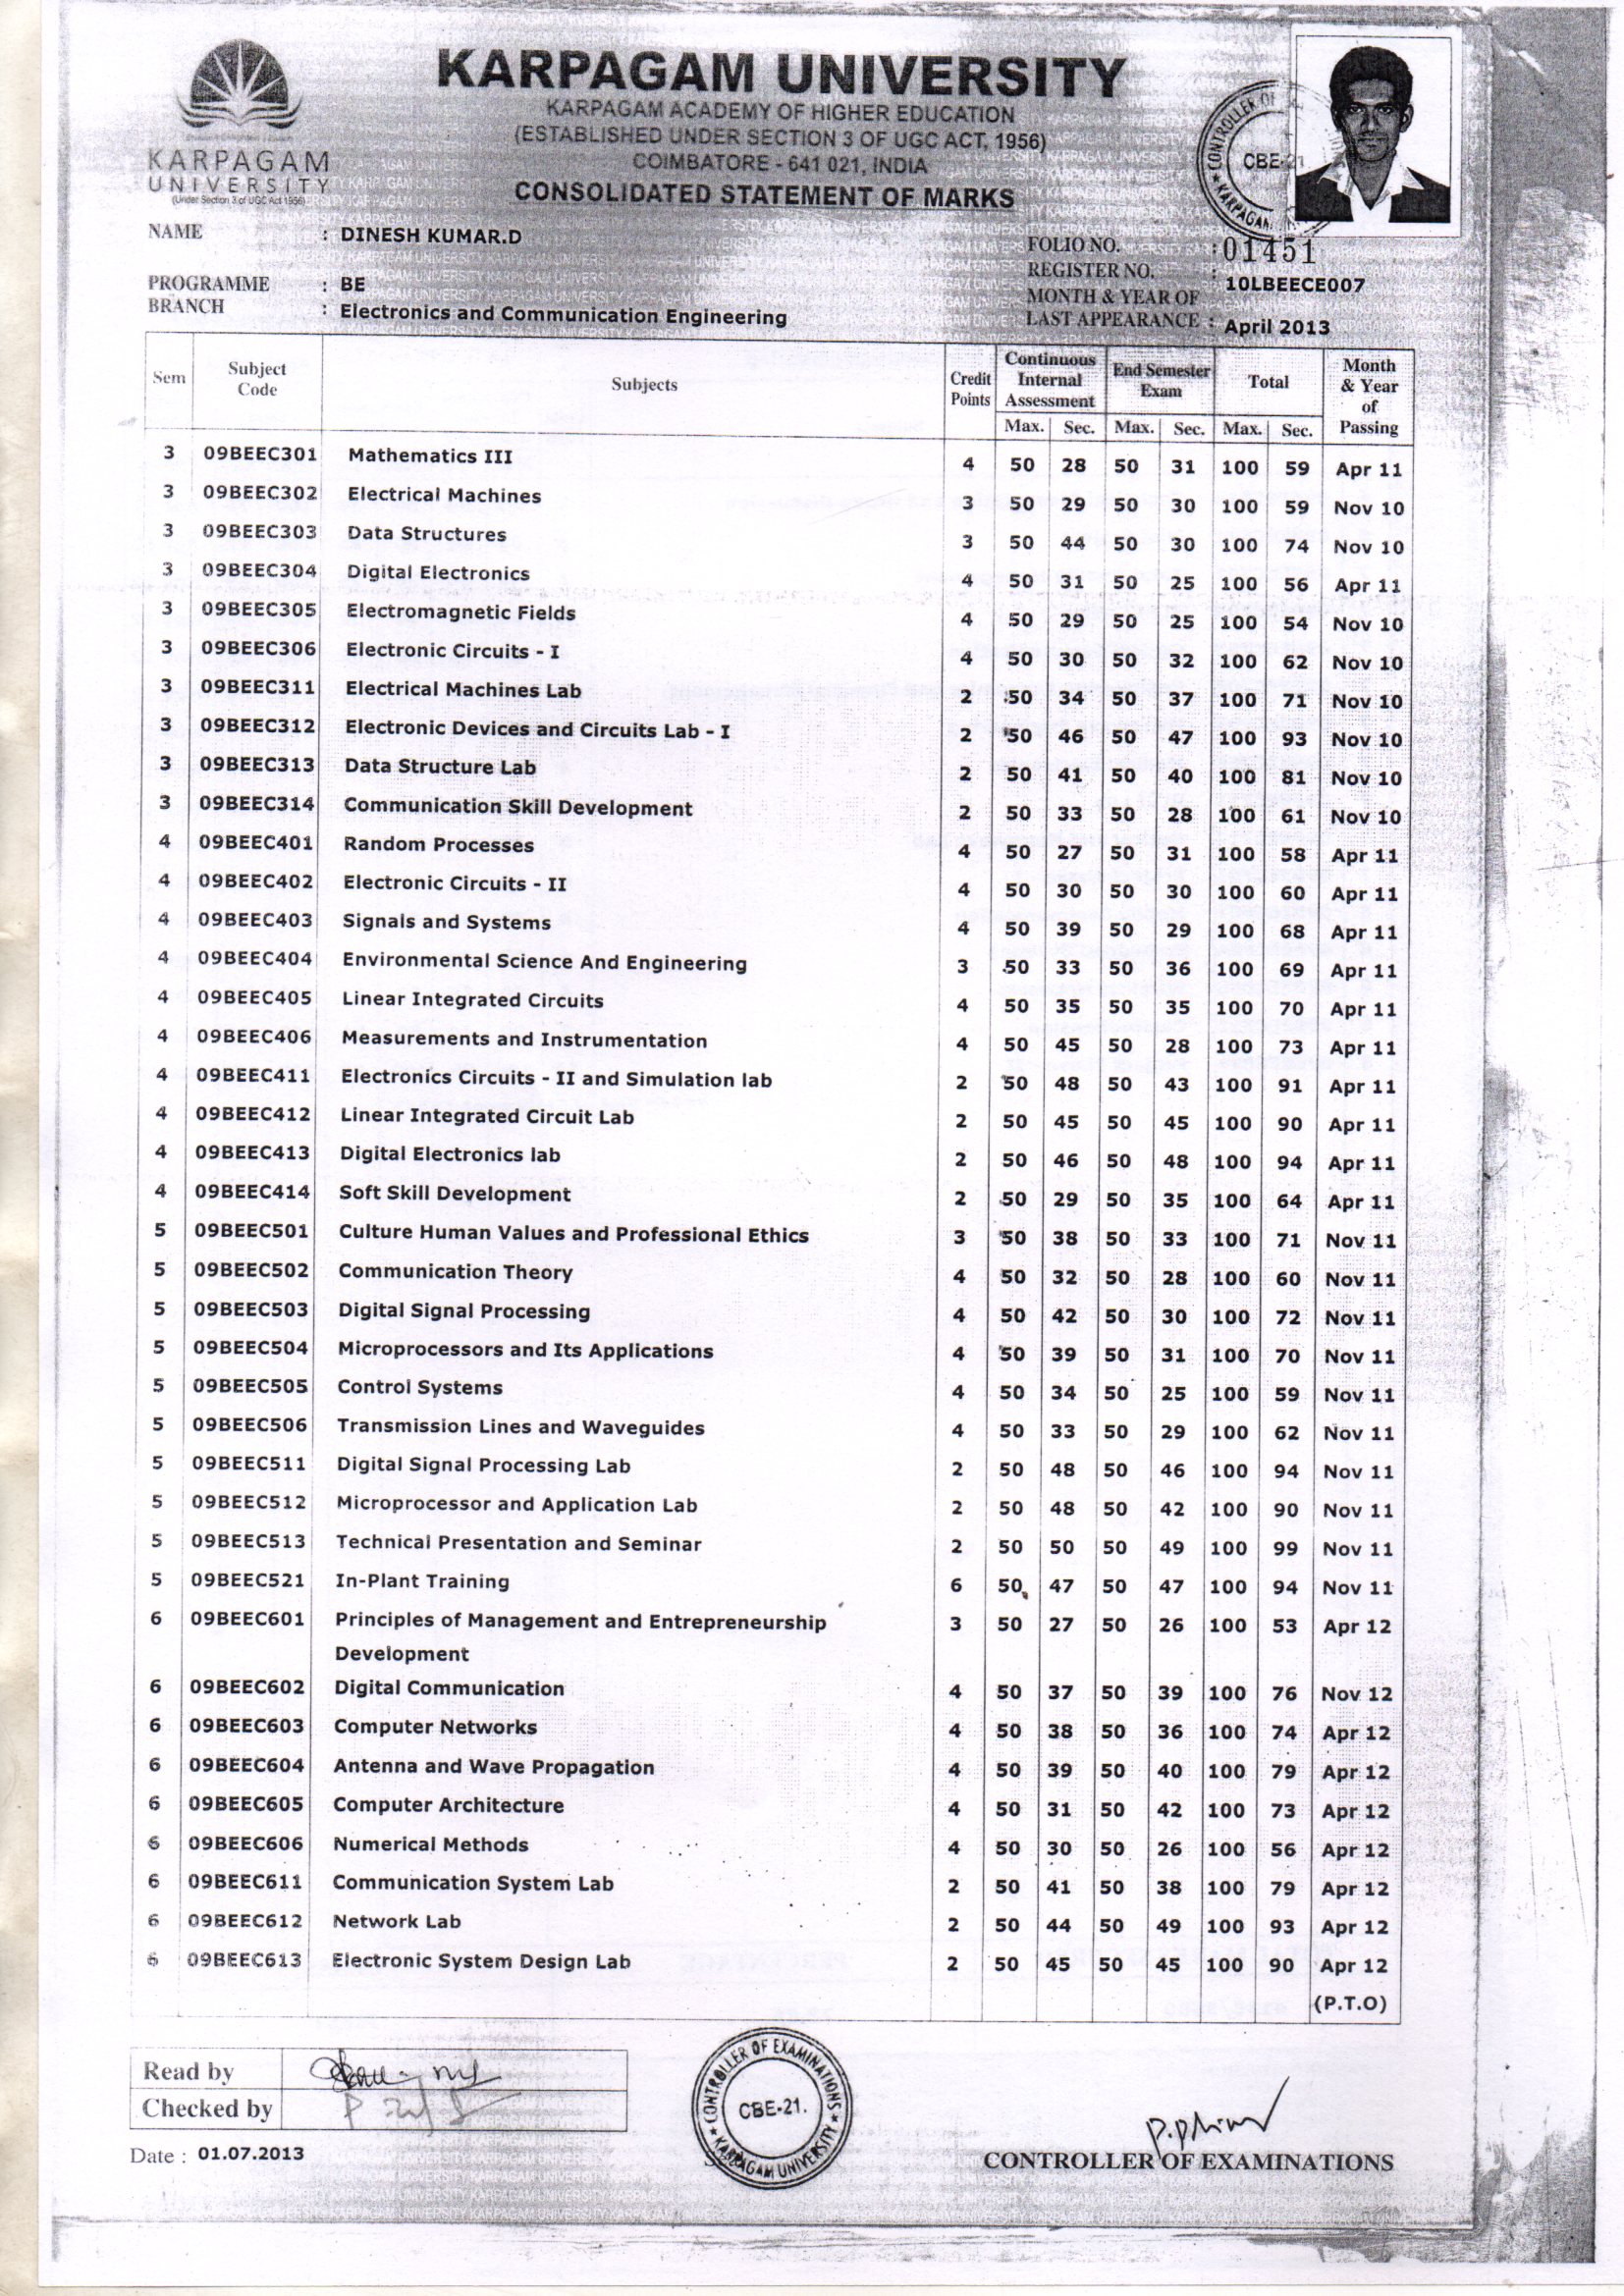 KARPAGAM UNIVERSITY
KARPAGAM ACADEMY OF HIGHER EDUCATION
(ESTABLISHED UNDER SECTION 3 OF UGC ACT, 1956)
COIMBATORE - 641 021, INDIA
CONSOLIDATED STATEMENT OF MARKS
KARPAGAM
UNIVERSITY
(Under Section 3 of UGC Act 1956)
CONTROLLER OF
CBE-21
KARPAGAM
NAME : DINESH KUMAR.D
PROGRAMME : BE
BRANCH : Electronics and Communication Engineering
FOLIO NO. : 01451
REGISTER NO. : 10LBEECE007
MONTH & YEAR OF
LAST APPEARANCE : April 2013
Sem Subject Code Subjects Credit Points Continuous Internal Assessment End Semester Exam Total Month & Year of Passing
Max. Sec. Max. Sec. Max. Sec.
3 09BEEC301 Mathematics III 4 50 28 50 31 100 59 Apr 11
3 09BEEC302 Electrical Machines 3 50 29 50 30 100 59 Nov 10
3 09BEEC303 Data Structures 3 50 44 50 30 100 74 Nov 10
3 09BEEC304 Digital Electronics 4 50 31 50 25 100 56 Apr 11
3 09BEEC305 Electromagnetic Fields 4 50 29 50 25 100 54 Nov 10
3 09BEEC306 Electronic Circuits - I 4 50 30 50 32 100 62 Nov 10
3 09BEEC311 Electrical Machines Lab 2 50 34 50 37 100 71 Nov 10
3 09BEEC312 Electronic Devices and Circuits Lab - I 2 50 46 50 47 100 93 Nov 10
3 09BEEC313 Data Structure Lab 2 50 41 50 40 100 81 Nov 10
3 09BEEC314 Communication Skill Development 2 50 33 50 28 100 61 Nov 10
4 09BEEC401 Random Processes 4 50 27 50 31 100 58 Apr 11
4 09BEEC402 Electronic Circuits - II 4 50 30 50 30 100 60 Apr 11
4 09BEEC403 Signals and Systems 4 50 39 50 29 100 68 Apr 11
4 09BEEC404 Environmental Science And Engineering 3 50 33 50 36 100 69 Apr 11
4 09BEEC405 Linear Integrated Circuits 4 50 35 50 35 100 70 Apr 11
4 09BEEC406 Measurements and Instrumentation 4 50 45 50 28 100 73 Apr 11
4 09BEEC411 Electronics Circuits - II and Simulation lab 2 50 48 50 43 100 91 Apr 11
4 09BEEC412 Linear Integrated Circuit Lab 2 50 45 50 45 100 90 Apr 11
4 09BEEC413 Digital Electronics lab 2 50 46 50 48 100 94 Apr 11
4 09BEEC414 Soft Skill Development 2 50 29 50 35 100 64 Apr 11
5 09BEEC501 Culture Human Values and Professional Ethics 3 50 38 50 33 100 71 Nov 11
5 09BEEC502 Communication Theory 4 50 32 50 28 100 60 Nov 11
5 09BEEC503 Digital Signal Processing 4 50 42 50 30 100 72 Nov 11
5 09BEEC504 Microprocessors and Its Applications 4 50 39 50 31 100 70 Nov 11
5 09BEEC505 Control Systems 4 50 34 50 25 100 59 Nov 11
5 09BEEC506 Transmission Lines and Waveguides 4 50 33 50 29 100 62 Nov 11
5 09BEEC511 Digital Signal Processing Lab 2 50 48 50 46 100 94 Nov 11
5 09BEEC512 Microprocessor and Application Lab 2 50 48 50 42 100 90 Nov 11
5 09BEEC513 Technical Presentation and Seminar 2 50 50 50 49 100 99 Nov 11
5 09BEEC521 In-Plant Training 6 50 47 50 47 100 94 Nov 11
6 09BEEC601 Principles of Management and Entrepreneurship 3 50 27 50 26 100 53 Apr 12
Development
6 09BEEC602 Digital Communication 4 50 37 50 39 100 76 Nov 12
6 09BEEC603 Computer Networks 4 50 38 50 36 100 74 Apr 12
6 09BEEC604 Antenna and Wave Propagation 4 50 39 50 40 100 79 Apr 12
6 09BEEC605 Computer Architecture 4 50 31 50 42 100 73 Apr 12
6 09BEEC606 Numerical Methods 4 50 30 50 26 100 56 Apr 12
6 09BEEC611 Communication System Lab 2 50 41 50 38 100 79 Apr 12
6 09BEEC612 Network Lab 2 50 44 50 49 100 93 Apr 12
6 09BEEC613 Electronic System Design Lab 2 50 45 50 45 100 90 Apr 12
(P.T.O)
Read by
Checked by
Date : 01.07.2013
CONTROLLER OF EXAMINATIONS
CBE-21.
KARPAGAM UNIVERSITY
CONTROLLER OF EXAMINATIONS